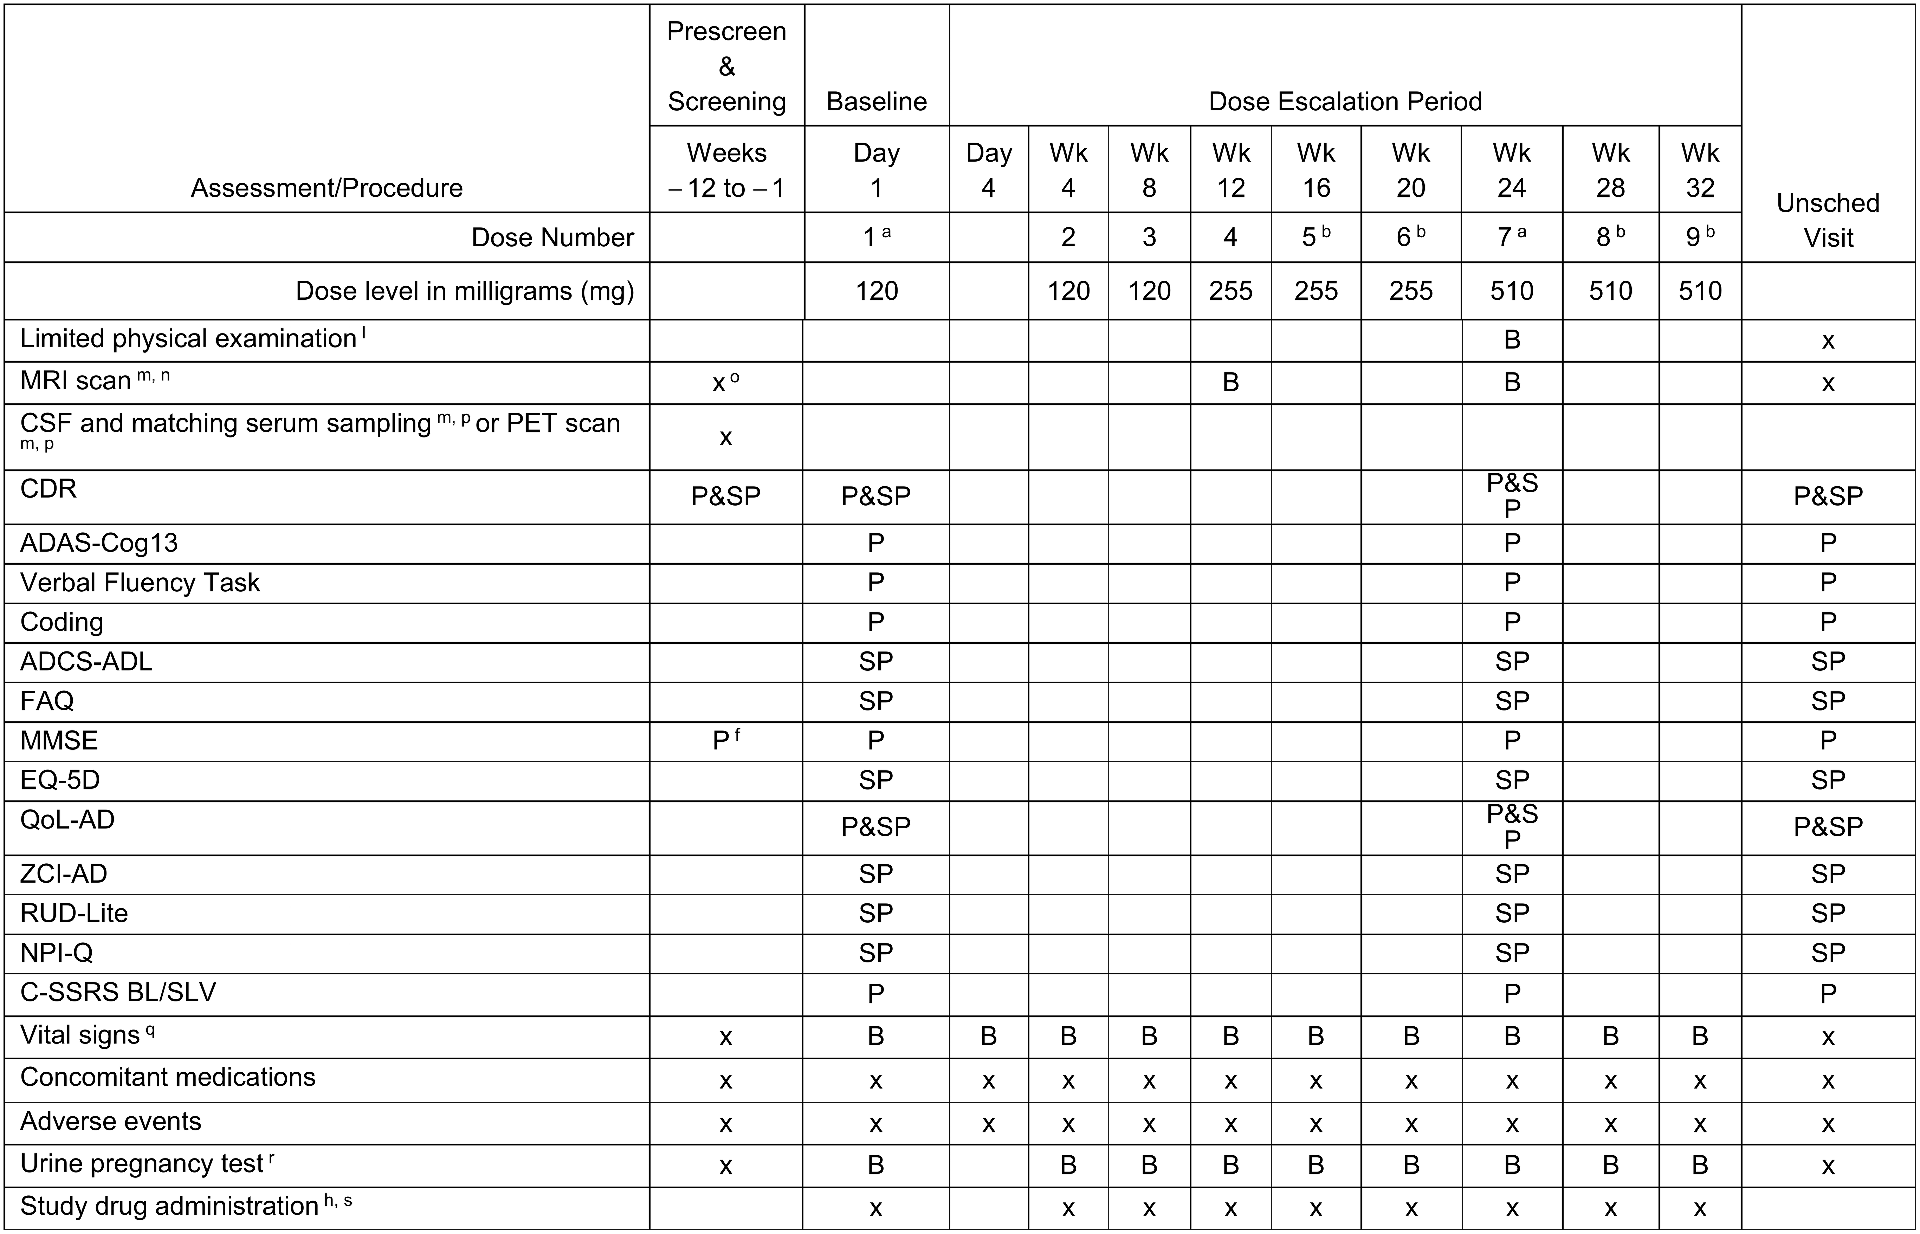 Prescreen
&
Screening Baseline Dose Escalation Period
Assessment/Procedure Weeks Day Day Wk Wk Wk Wk Wk Wk Wk Wk
– 12 to – 1 1 4 4 8 12 16 20 24 28 32 Unsched
Visit
Dose Number 1 a 2 3 4 5 b 6 b 7 a 8 b 9 b
Dose level in milligrams (mg) 120 120 120 255 255 255 510 510 510
Limited physical examination l B x
MRI scan m, n x o B B x
CSF and matching serum sampling m, p or PET scan
m, p x
CDR P&SP P&SP P&S
P P&SP
ADAS-Cog13 P P P
Verbal Fluency Task P P P
Coding P P P
ADCS-ADL SP SP SP
FAQ SP SP SP
MMSE P f P P P
EQ-5D SP SP SP
QoL-AD P&SP P&S
P P&SP
ZCI-AD SP SP SP
RUD-Lite SP SP SP
NPI-Q SP SP SP
C-SSRS BL/SLV P P P
Vital signs q x B B B B B B B B B B x
Concomitant medications x x x x x x x x x x x x
Adverse events x x x x x x x x x x x x
Urine pregnancy test r x B B B B B B B B B x
Study drug administration h, s x x x x x x x x x